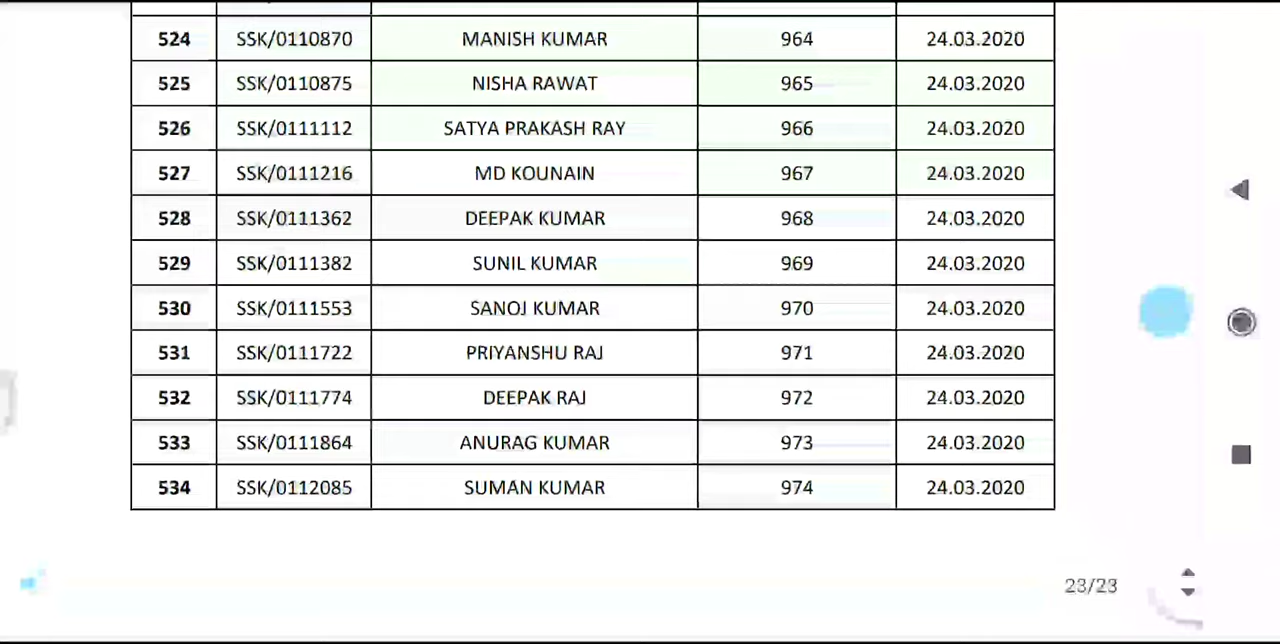 524 SSK/0110870 MANISH KUMAR 964 24.03.2020
525 SSK/0110875 NISHA RAWAT 965 24.03.2020
526 SSK/0111112 SATYA PRAKASH RAY 966 24.03.2020
527 SSK/0111216 MD KOUNAIN 967 24.03.2020
528 SSK/0111362 DEEPAK KUMAR 968 24.03.2020
529 SSK/0111382 SUNIL KUMAR 969 24.03.2020
530 SSK/0111553 SANOJ KUMAR 970 24.03.2020
531 SSK/0111722 PRIYANSHU RAJ 971 24.03.2020
532 SSK/0111774 DEEPAK RAJ 972 24.03.2020
533 SSK/0111864 ANURAG KUMAR 973 24.03.2020
534 SSK/0112085 SUMAN KUMAR 974 24.03.2020
23/23